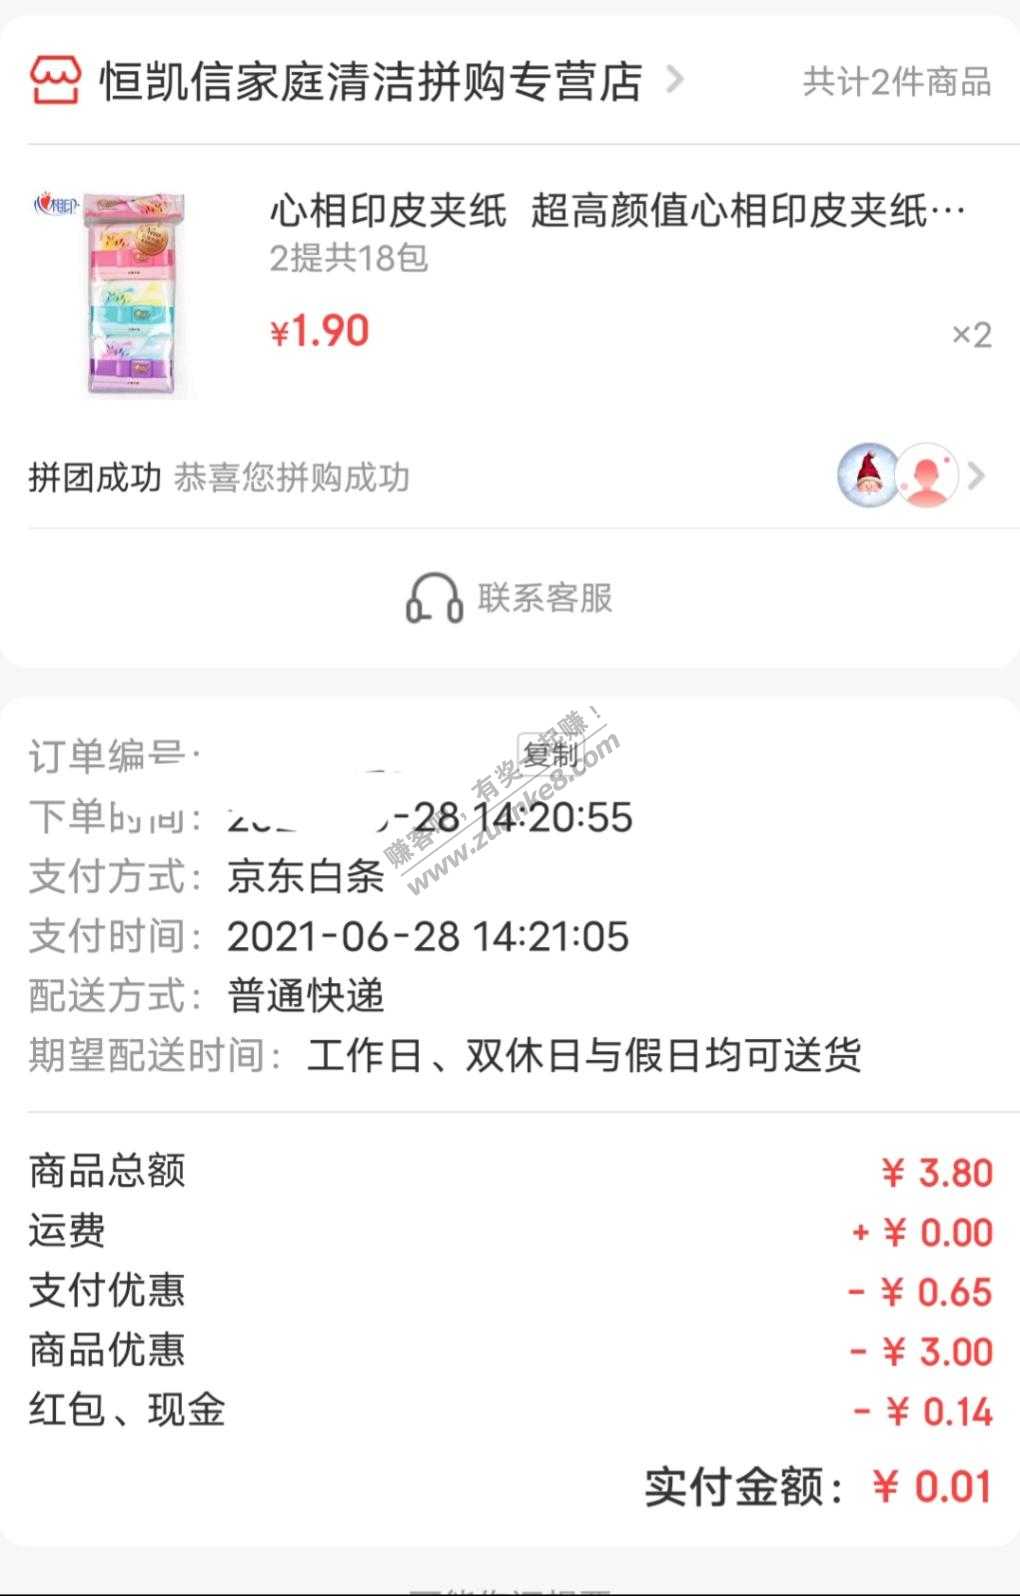 恒凯信家庭清洁拼购专营店
共计2件商品
心相印
心相印皮夹纸 超高颜值心相印皮夹纸…
2提共18包
¥1.90
×2
拼团成功 恭喜您拼购成功
联系客服
订单编号:
复制
下单时间: -28 14:20:55
赚客吧，有奖一起赚！
www.zuanke8.com
支付方式: 京东白条
支付时间: 2021-06-28 14:21:05
配送方式: 普通快递
期望配送时间: 工作日、双休日与假日均可送货
商品总额 ¥ 3.80
运费 + ¥ 0.00
支付优惠 - ¥ 0.65
商品优惠 - ¥ 3.00
红包、现金 - ¥ 0.14
实付金额: ¥ 0.01